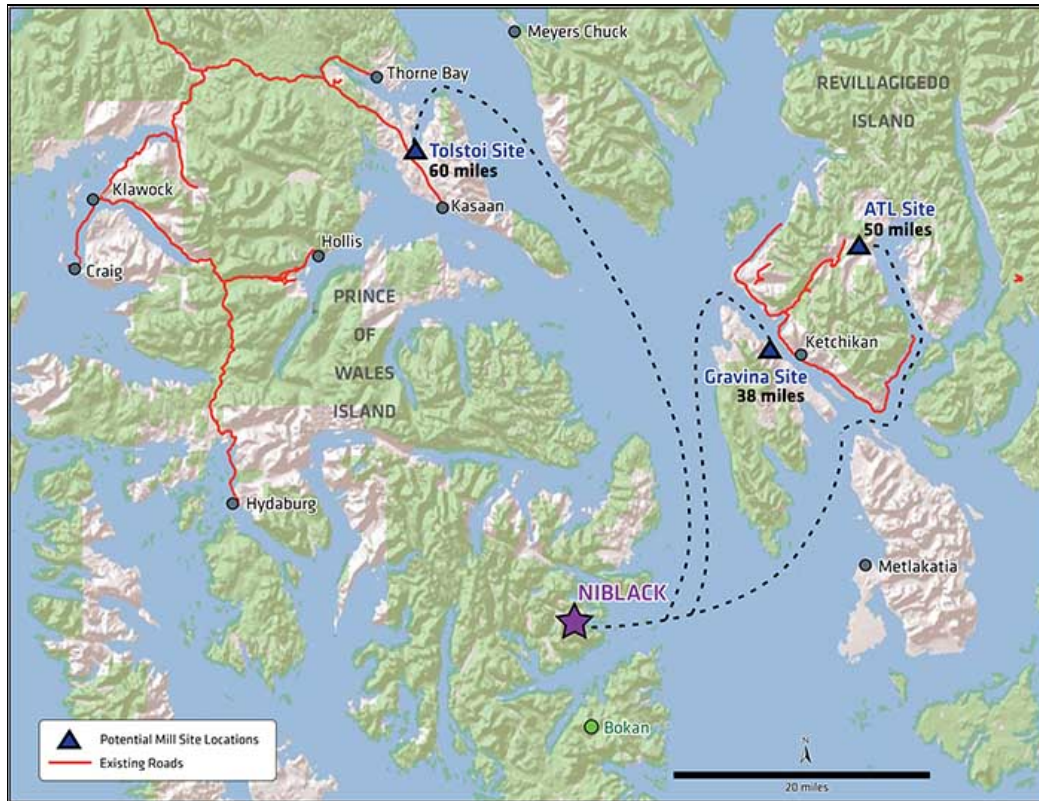 Meyers Chuck
Thorne Bay
REVILLAGIGEDO
ISLAND
Tolstoi Site
60 miles
Klawock
Kasaan
ATL Site
50 miles
Hollis
Craig
PRINCE
OF
WALES
ISLAND
Ketchikan
Gravina Site
38 miles
Hydaburg
Metlakatia
NIBLACK
Bokan
Potential Mill Site Locations
Existing Roads
N
20 miles